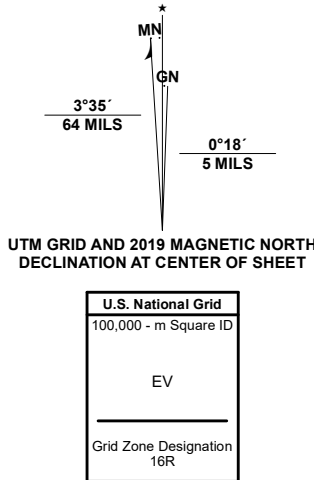 MN
GN
3°35´
64 MILS
0°18´
5 MILS
UTM GRID AND 2019 MAGNETIC NORTH
DECLINATION AT CENTER OF SHEET
U.S. National Grid
100,000 - m Square ID
EV
Grid Zone Designation
16R